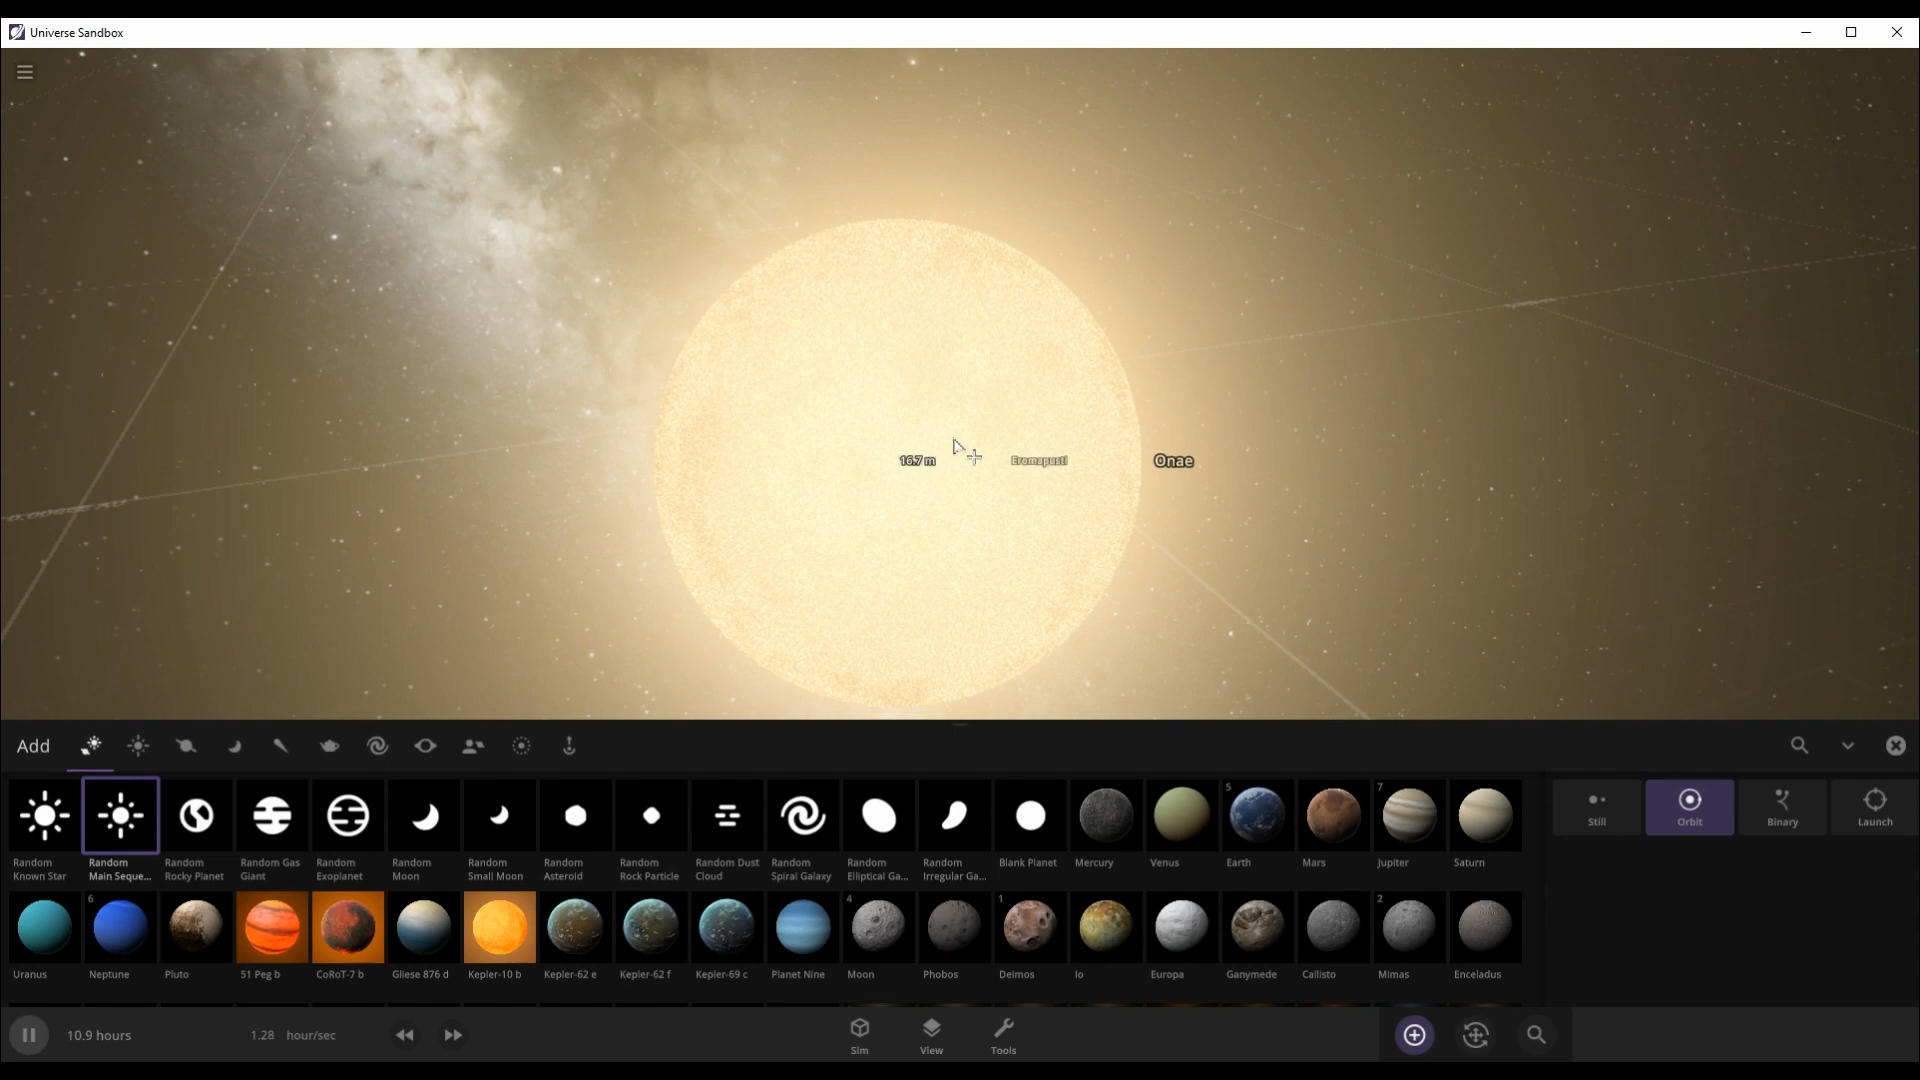 Universe Sandbox
16.7 m
Eromapustl
Onae
Add
Random Known Star
Random Main Seque...
Random Rocky Planet
Random Gas Giant
Random Exoplanet
Random Moon
Random Small Moon
Random Asteroid
Random Rock Particle
Random Dust Cloud
Random Spiral Galaxy
Random Elliptical Ga...
Random Irregular Ga...
Blank Planet
Mercury
Venus
5
Earth
Mars
7
Jupiter
Saturn
Still
Orbit
Binary
Launch
Uranus
6
Neptune
Pluto
51 Peg b
CoRoT-7 b
Gliese 876 d
Kepler-10 b
Kepler-62 e
Kepler-62 f
Kepler-69 c
Planet Nine
4
Moon
Phobos
1
Deimos
Io
Europa
Ganymede
Callisto
2
Mimas
Enceladus
10.9 hours
1.28 hour/sec
Sim
View
Tools